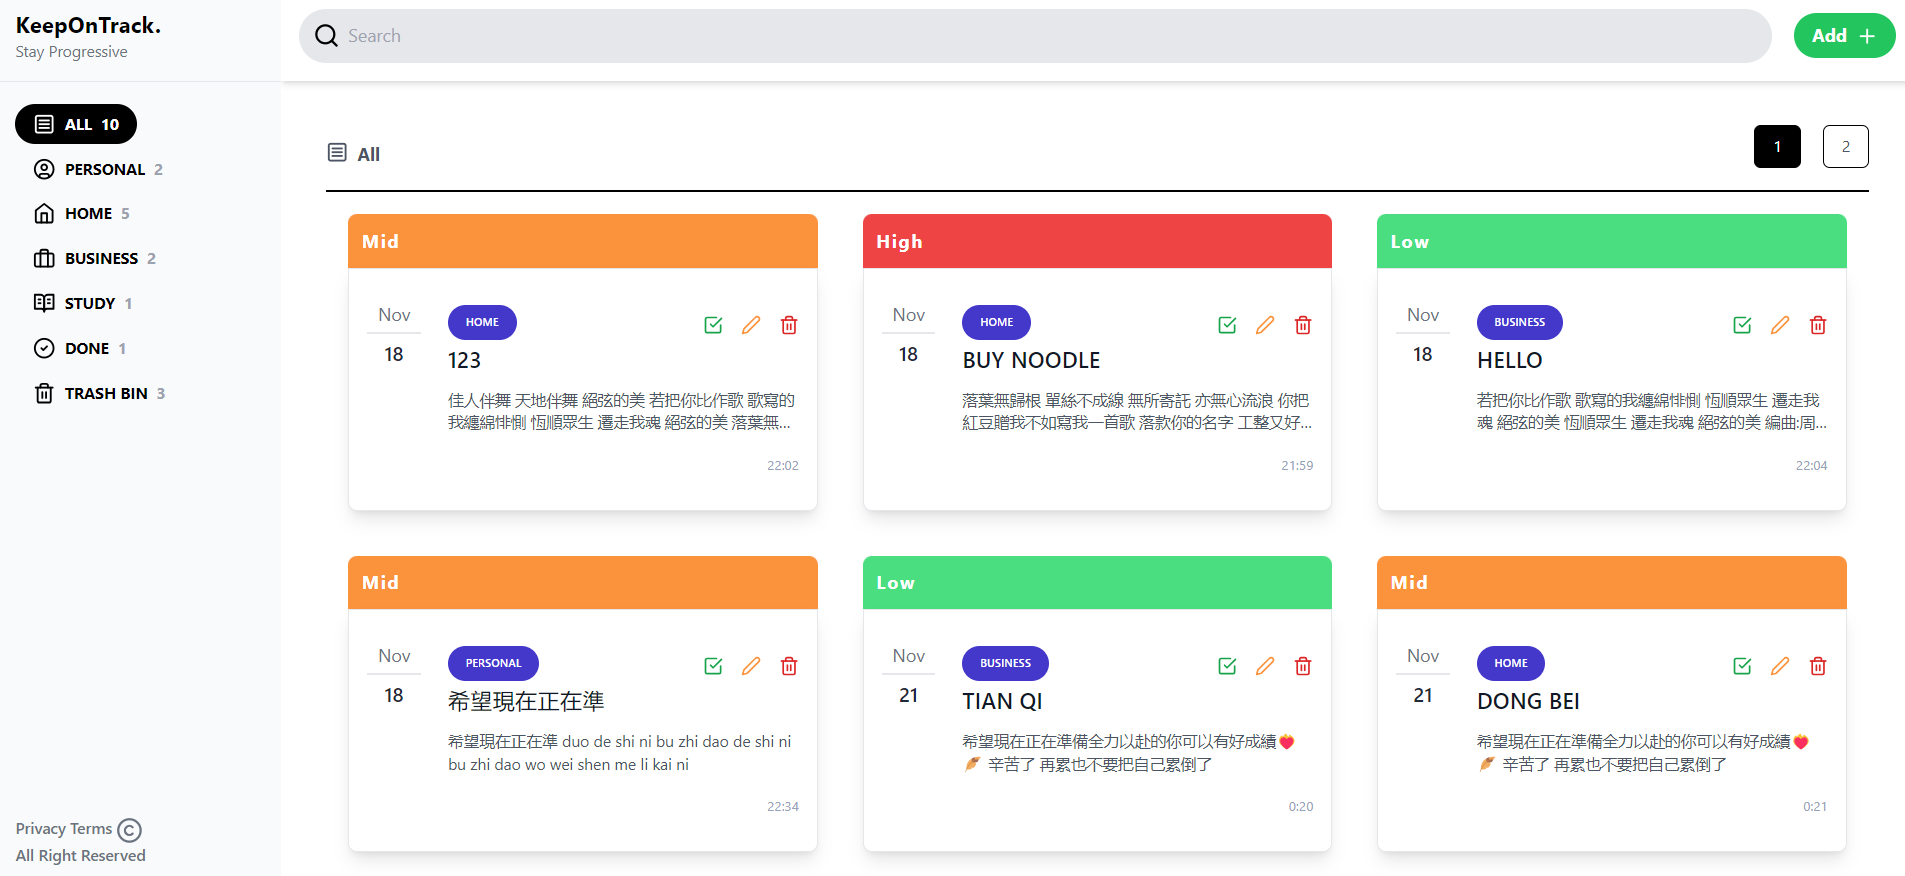 KeepOnTrack.
Stay Progressive
Search
Add
ALL 10
PERSONAL 2
HOME 5
BUSINESS 2
STUDY 1
DONE 1
TRASH BIN 3
Privacy Terms ©
All Right Reserved
All
1 2
Mid
Nov
18
HOME
123
佳人伴舞 天地伴舞 絕弦的美 若把你比作歌 歌寫的
我纏綿悱惻 恆順眾生 遷走我魂 絕弦的美 落葉無...
22:02
High
Nov
18
HOME
BUY NOODLE
落葉無歸根 單絲不成線 無所寄託 亦無心流浪 你把
紅豆贈我不如寫我一首歌 落款你的名字 工整又好...
21:59
Low
Nov
18
BUSINESS
HELLO
若把你比作歌 歌寫的我纏綿悱惻 恆順眾生 遷走我
魂 絕弦的美 恆順眾生 遷走我魂 絕弦的美 編曲:周...
22:04
Mid
Nov
18
PERSONAL
希望現在正在準
希望現在正在準 duo de shi ni bu zhi dao de shi ni
bu zhi dao wo wei shen me li kai ni
22:34
Low
Nov
21
BUSINESS
TIAN QI
希望現在正在準備全力以赴的你可以有好成績
辛苦了 再累也不要把自己累倒了
0:20
Mid
Nov
21
HOME
DONG BEI
希望現在正在準備全力以赴的你可以有好成績
辛苦了 再累也不要把自己累倒了
0:21